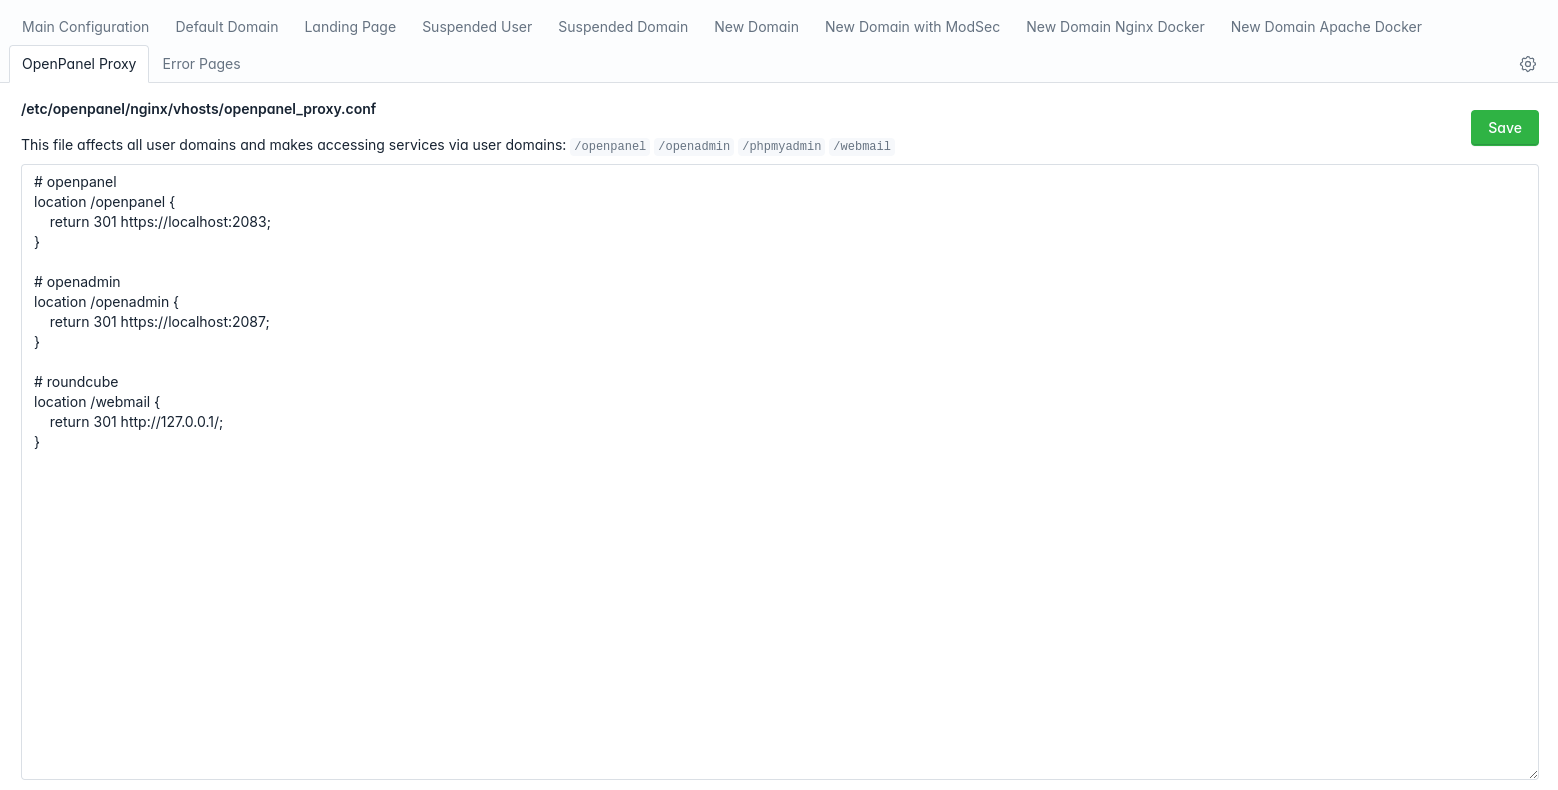 Main Configuration Default Domain Landing Page Suspended User Suspended Domain New Domain New Domain with ModSec New Domain Nginx Docker New Domain Apache Docker
OpenPanel Proxy Error Pages
/etc/openpanel/nginx/vhosts/openpanel_proxy.conf
Save
This file affects all user domains and makes accessing services via user domains: /openpanel /openadmin /phpmyadmin /webmail
# openpanel
location /openpanel {
    return 301 https://localhost:2083;
}

# openadmin
location /openadmin {
    return 301 https://localhost:2087;
}

# roundcube
location /webmail {
    return 301 http://127.0.0.1/;
}